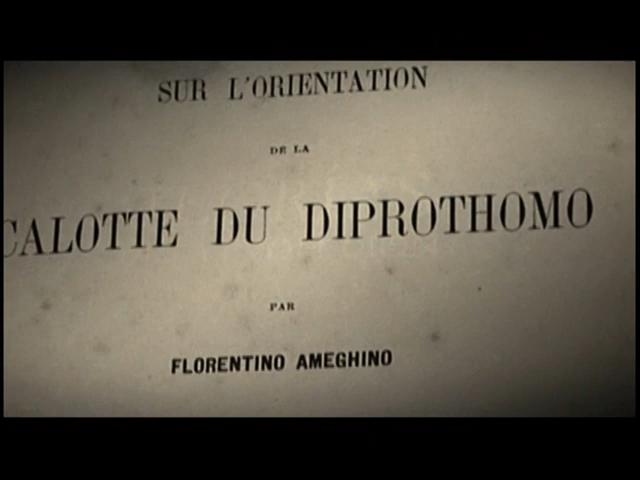 SUR L'ORIENTATION
DE LA
CALOTTE DU DIPROTHOMO
PAR
FLORENTINO AMEGHINO